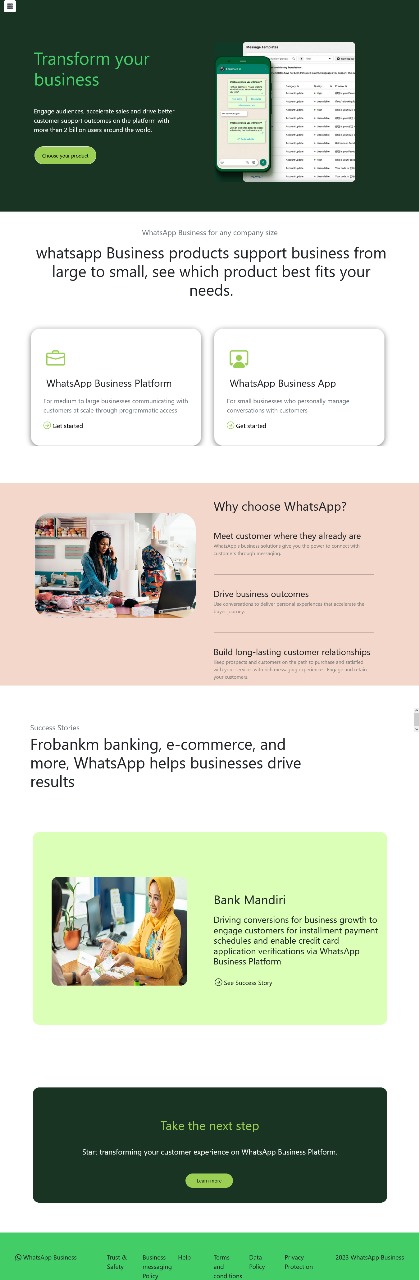 Transform your
business
Engage audiences, accelerate sales and drive better
customer support outcomes on the platform with
more than 2 billion users around the world.
Choose your product
Message templates
WhatsApp Business for any company size
whatsapp Business products support business from
large to small, see which product best fits your
needs.
WhatsApp Business Platform
For medium to large businesses communicating with
customers at scale through programmatic access
Get started
WhatsApp Business App
For small businesses who personally manage
conversations with customers
Get started
Why choose WhatsApp?
Meet customer where they already are
WhatsApp's business solutions give you the power to connect with
customers through messaging.
Drive business outcomes
Use conversations to deliver personal experiences that accelerate the
Build long-lasting customer relationships
Keep prospects and customers on the path to purchase and satisfied
your customers.
Success Stories
Frobankm banking, e-commerce, and
more, WhatsApp helps businesses drive
results
Bank Mandiri
Driving conversions for business growth to
engage customers for installment payment
schedules and enable credit card
application verifications via WhatsApp
Business Platform
See Success Story
Take the next step
Start transforming your customer experience on WhatsApp Business Platform.
Learn more
WhatsApp Business
Trust &
Safety
Business
messaging
Policy
Help
Terms
and
conditions
Data
Policy
Privacy
Protection
2023 WhatsApp Business